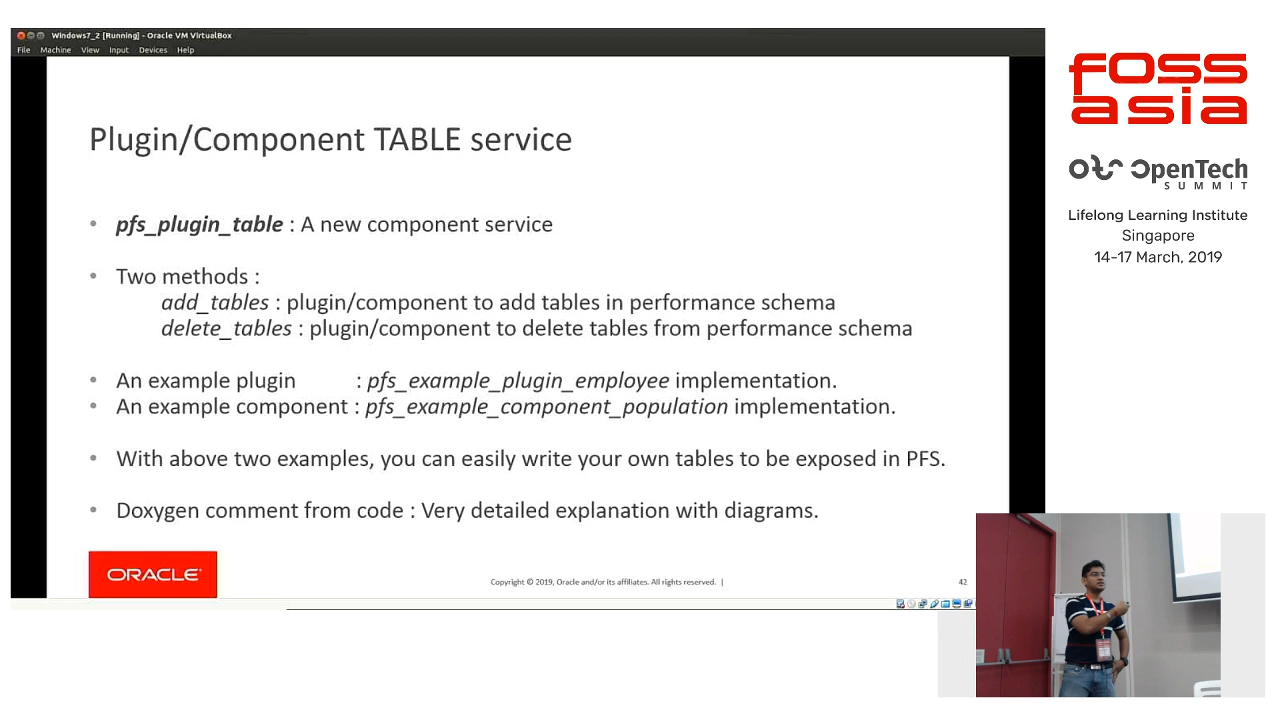 Windows7_2 [Running] - Oracle VM VirtualBox
File Machine View Input Devices Help
Plugin/Component TABLE service
• pfs_plugin_table : A new component service
• Two methods :
add_tables : plugin/component to add tables in performance schema
delete_tables : plugin/component to delete tables from performance schema
• An example plugin : pfs_example_plugin_employee implementation.
• An example component : pfs_example_component_population implementation.
• With above two examples, you can easily write your own tables to be exposed in PFS.
• Doxygen comment from code : Very detailed explanation with diagrams.
ORACLE
Copyright © 2019, Oracle and/or its affiliates. All rights reserved. |
42
FOSS
asia
OpenTech
SUMMIT
Lifelong Learning Institute
Singapore
14-17 March, 2019